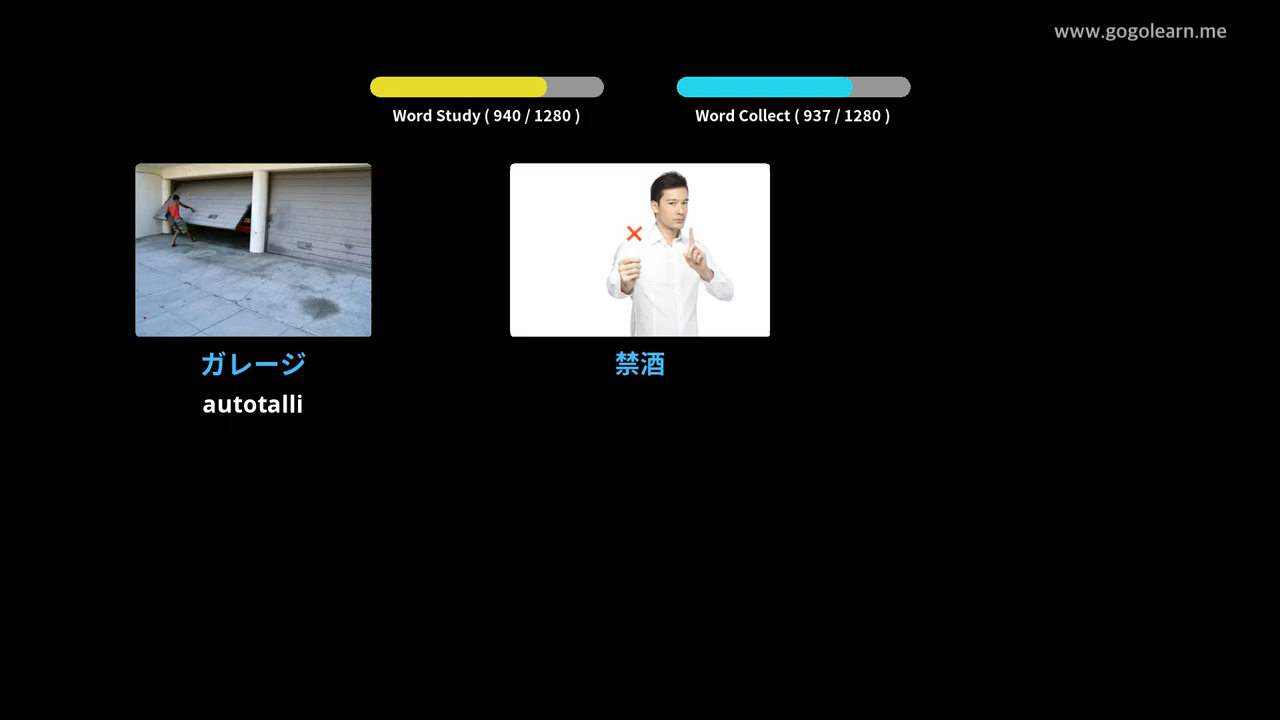 www.gogolearn.me
Word Study ( 940 / 1280 )
Word Collect ( 937 / 1280 )
ガレージ
autotalli
禁酒